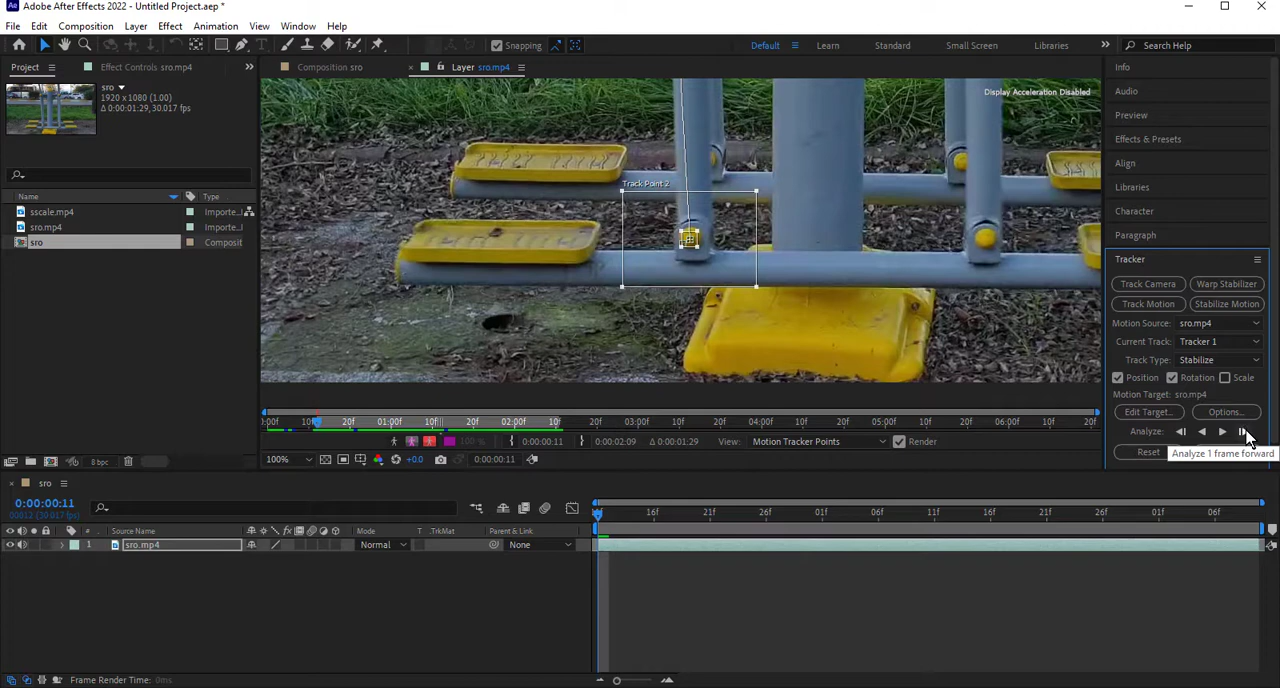 Adobe After Effects 2022 - Untitled Project.aep *
File Edit Composition Layer Effect Animation View Window Help
Snapping
Default Learn Standard Small Screen Libraries
Search Help
Project
Effect Controls sro.mp4
Composition sro
Layer sro.mp4
sro
1920 x 1080 (1.00)
Δ 0:00:01:29, 30.017 fps
Name Type
sscale.mp4 Importe..
sro.mp4 Importe..
sro Composit
8 bpc
Display Acceleration Disabled
Track Point 2
:00f 10f 20f 01:00f 10f 20f 02:00f 10f 20f 03:00f 10f 20f 04:00f 10f 20f 05:00f 10f 20f 06:00f 10f 20f 07:00f 10f 20f
100 % 0:00:00:11 0:00:02:09 Δ 0:00:01:29 View: Motion Tracker Points Render
100% +0.0 0:00:00:11
Info
Audio
Preview
Effects & Presets
Align
Libraries
Character
Paragraph
Tracker
Track Camera Warp Stabilizer
Track Motion Stabilize Motion
Motion Source: sro.mp4
Current Track: Tracker 1
Track Type: Stabilize
Position Rotation Scale
Motion Target: sro.mp4
Edit Target... Options...
Analyze:
Reset
Analyze 1 frame forward
sro
0:00:00:11
00012 (30.017 fps)
# Source Name Mode T .TrkMat Parent & Link
1 sro.mp4 Normal None
16f 21f 26f 01f 06f 11f 16f 21f 26f 01f 06f
Frame Render Time: 0ms